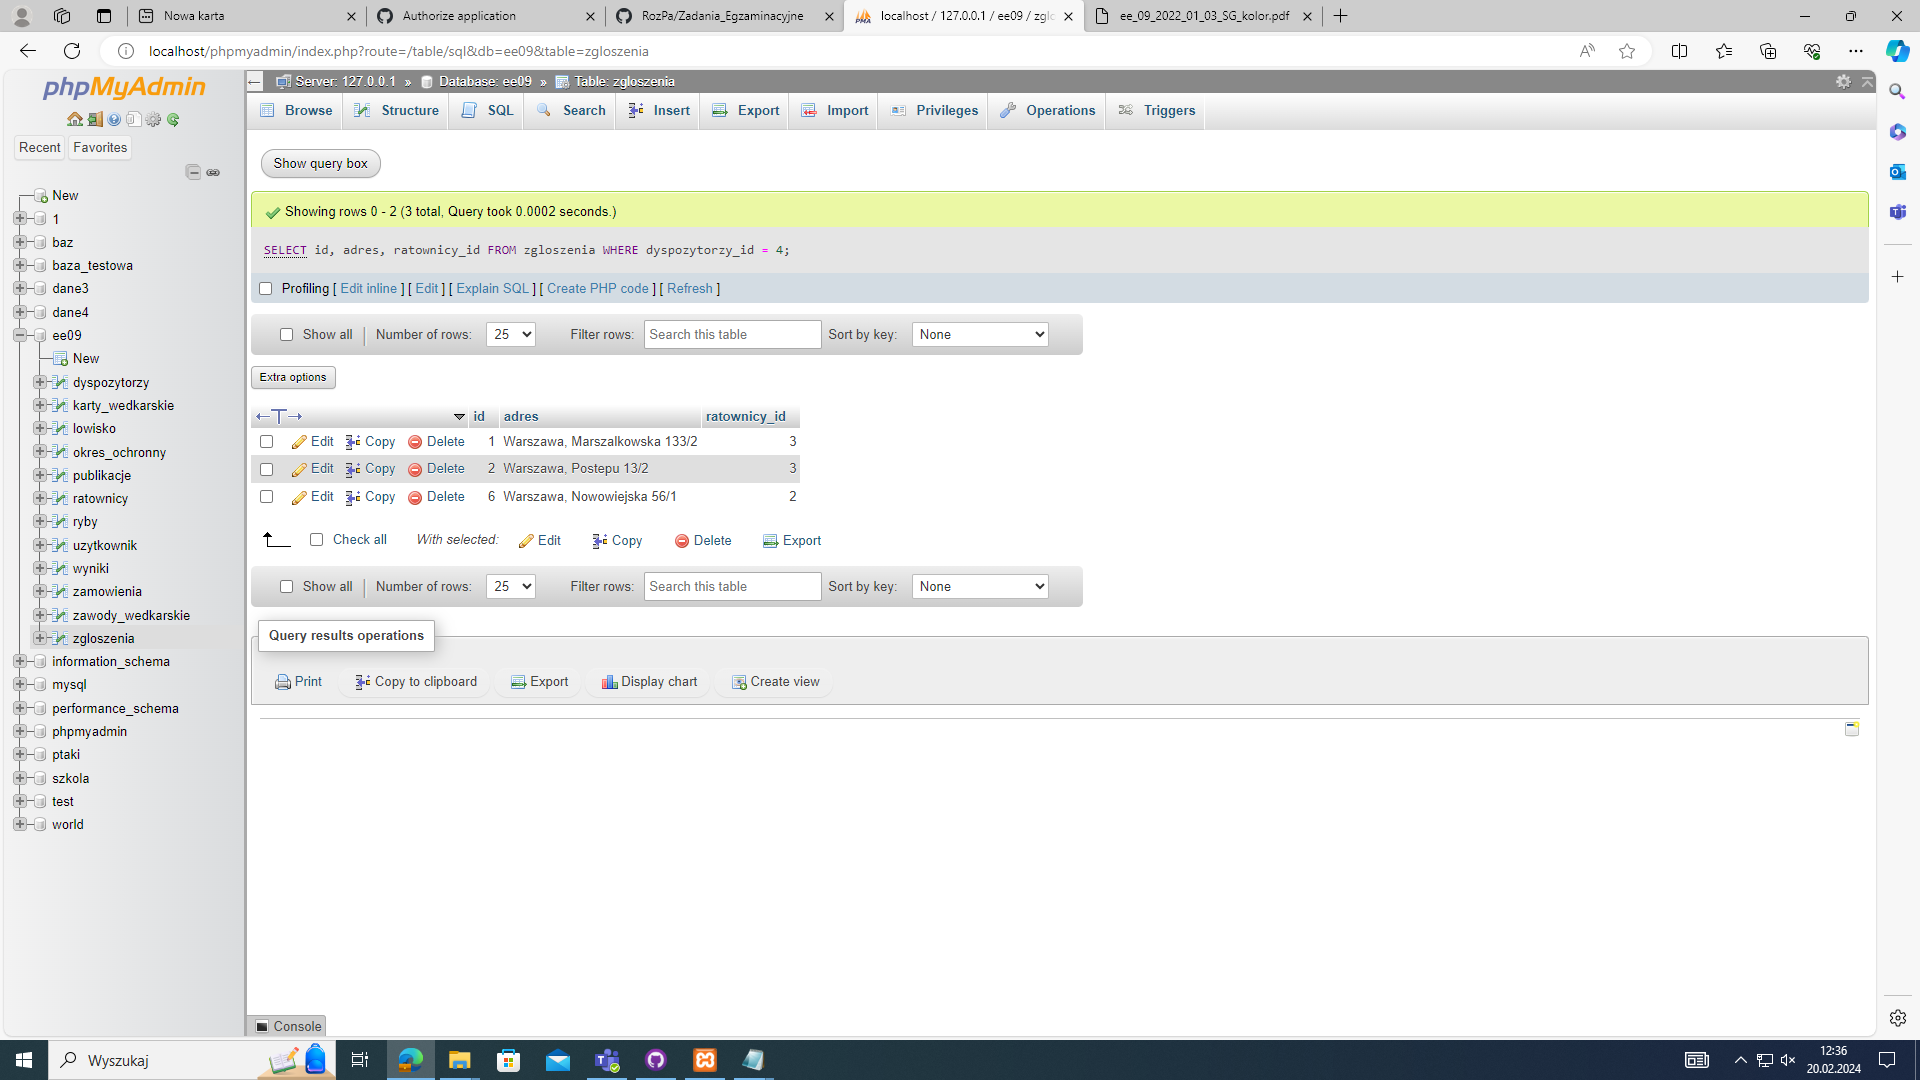 Nowa karta
Authorize application
RozPa/Zadania_Egzaminacyjne
localhost / 127.0.0.1 / ee09 / zglo
ee_09_2022_01_03_SG_kolor.pdf
localhost/phpmyadmin/index.php?route=/table/sql&db=ee09&table=zgloszenia
phpMyAdmin
Recent
Favorites
New
1
baz
baza_testowa
dane3
dane4
ee09
New
dyspozytorzy
karty_wedkarskie
lowisko
okres_ochronny
publikacje
ratownicy
ryby
uzytkownik
wyniki
zamowienia
zawody_wedkarskie
zgloszenia
information_schema
mysql
performance_schema
phpmyadmin
ptaki
szkola
test
world
Server: 127.0.0.1 » Database: ee09 » Table: zgloszenia
Browse Structure SQL Search Insert Export Import Privileges Operations Triggers
Show query box
Showing rows 0 - 2 (3 total, Query took 0.0002 seconds.)
SELECT id, adres, ratownicy_id FROM zgloszenia WHERE dyspozytorzy_id = 4;
Profiling [ Edit inline ] [ Edit ] [ Explain SQL ] [ Create PHP code ] [ Refresh ]
Show all Number of rows: 25 Filter rows: Search this table Sort by key: None
Extra options
←T→ id adres ratownicy_id
Edit Copy Delete 1 Warszawa, Marszalkowska 133/2 3
Edit Copy Delete 2 Warszawa, Postepu 13/2 3
Edit Copy Delete 6 Warszawa, Nowowiejska 56/1 2
Check all With selected: Edit Copy Delete Export
Show all Number of rows: 25 Filter rows: Search this table Sort by key: None
Query results operations
Print Copy to clipboard Export Display chart Create view
Console
Wyszukaj
12:36
20.02.2024